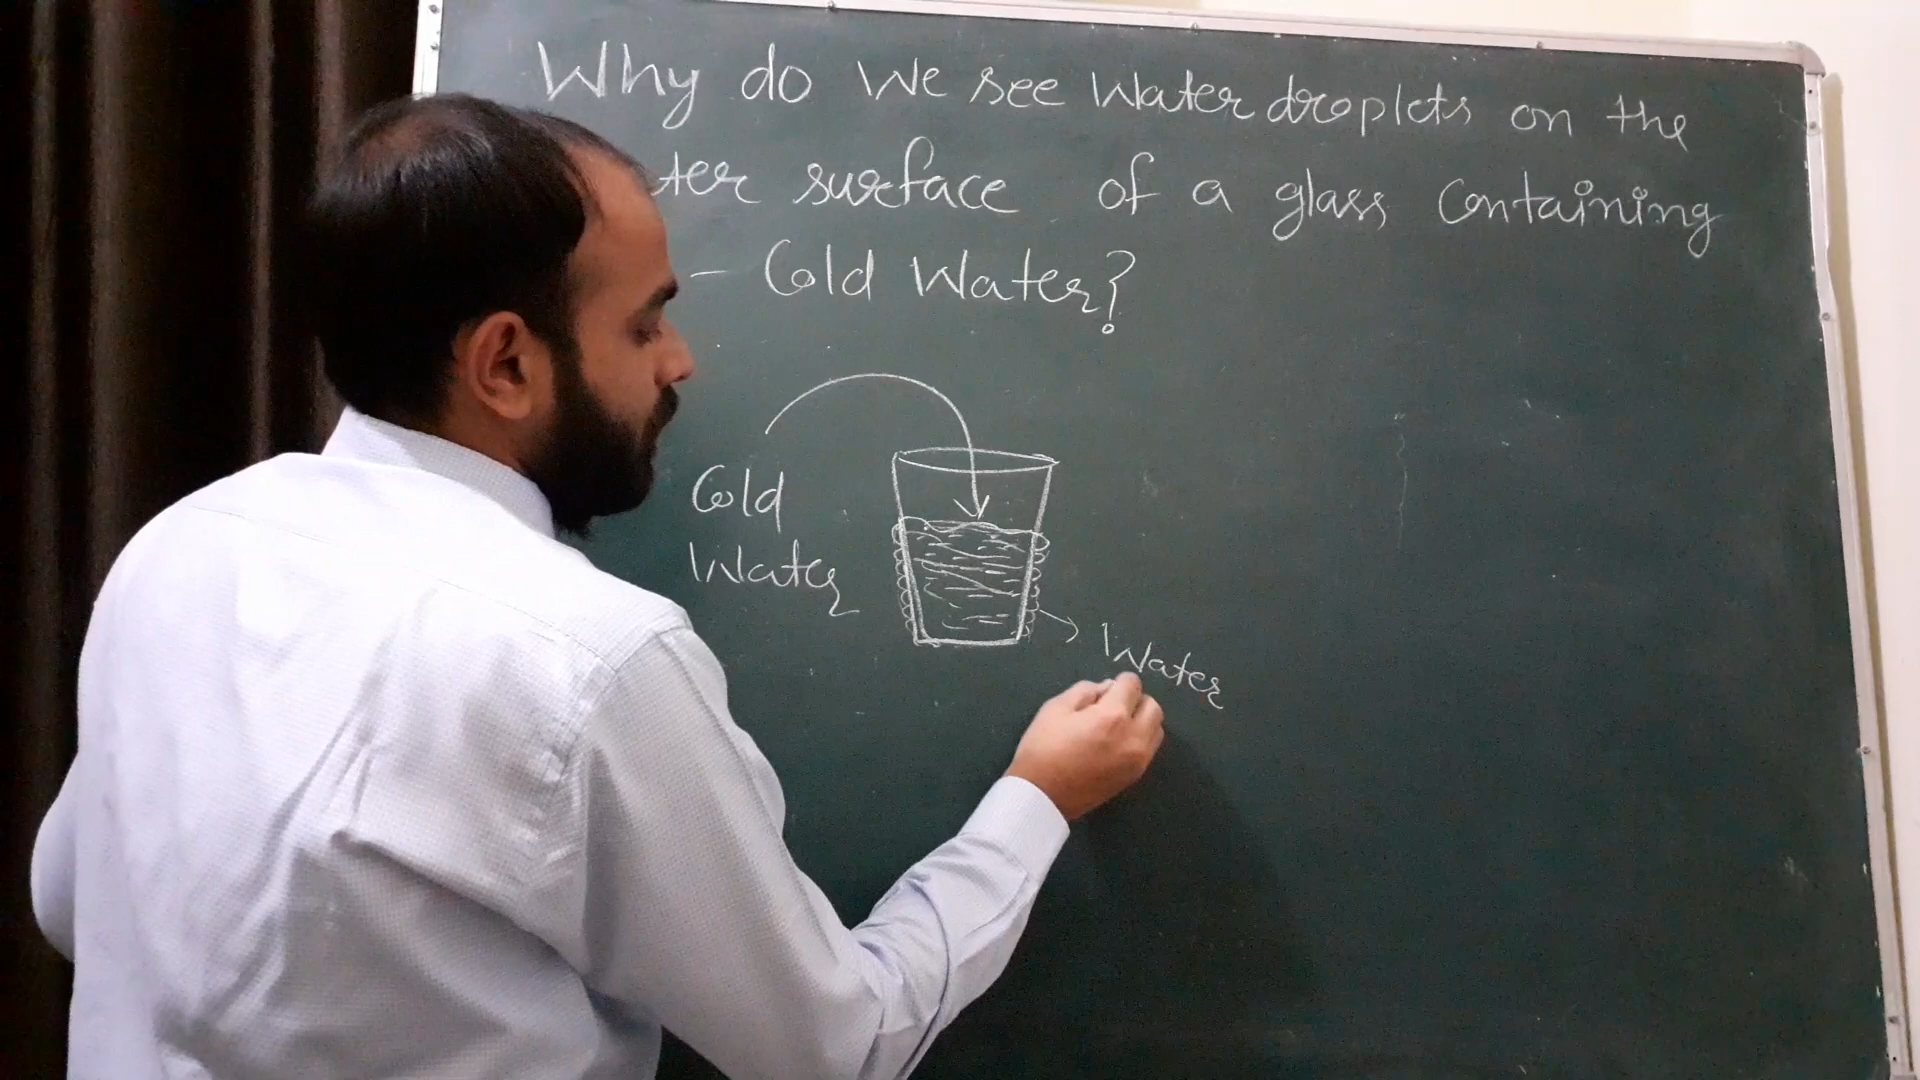 Why do We see Water droplets on the
ter surface of a glass Containing
- Cold Water?
Cold
Water
Water